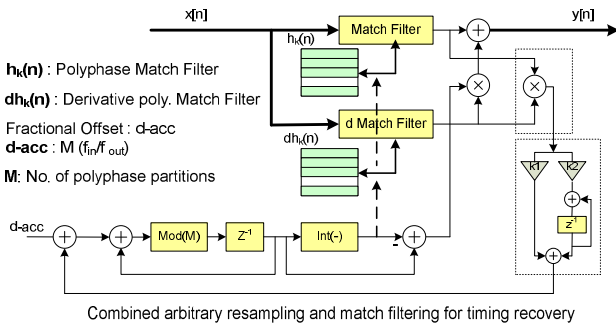 x[n]
y[n]
Match Filter
hk(n)
hk(n) : Polyphase Match Filter
dhk(n) : Derivative poly. Match Filter
d Match Filter
Fractional Offset : d-acc
dhk(n)
d-acc : M (fin/f out)
M: No. of polyphase partitions
k1
k2
z-1
d-acc
Mod(M)
Z-1
Int(-)
-
Combined arbitrary resampling and match filtering for timing recovery